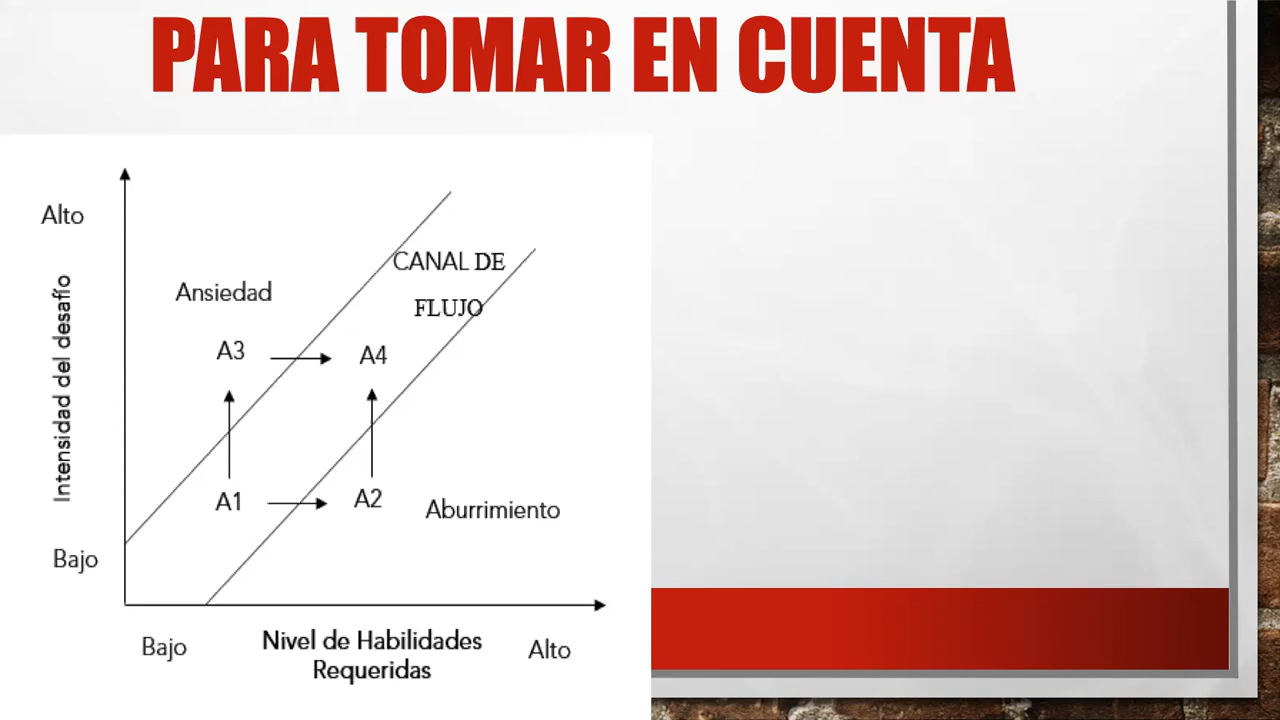 PARA TOMAR EN CUENTA
Alto
CANAL DE
FLUJO
Ansiedad
Intensidad del desafío
A3
A4
A1
A2
Aburrimiento
Bajo
Bajo
Nivel de Habilidades
Requeridas
Alto